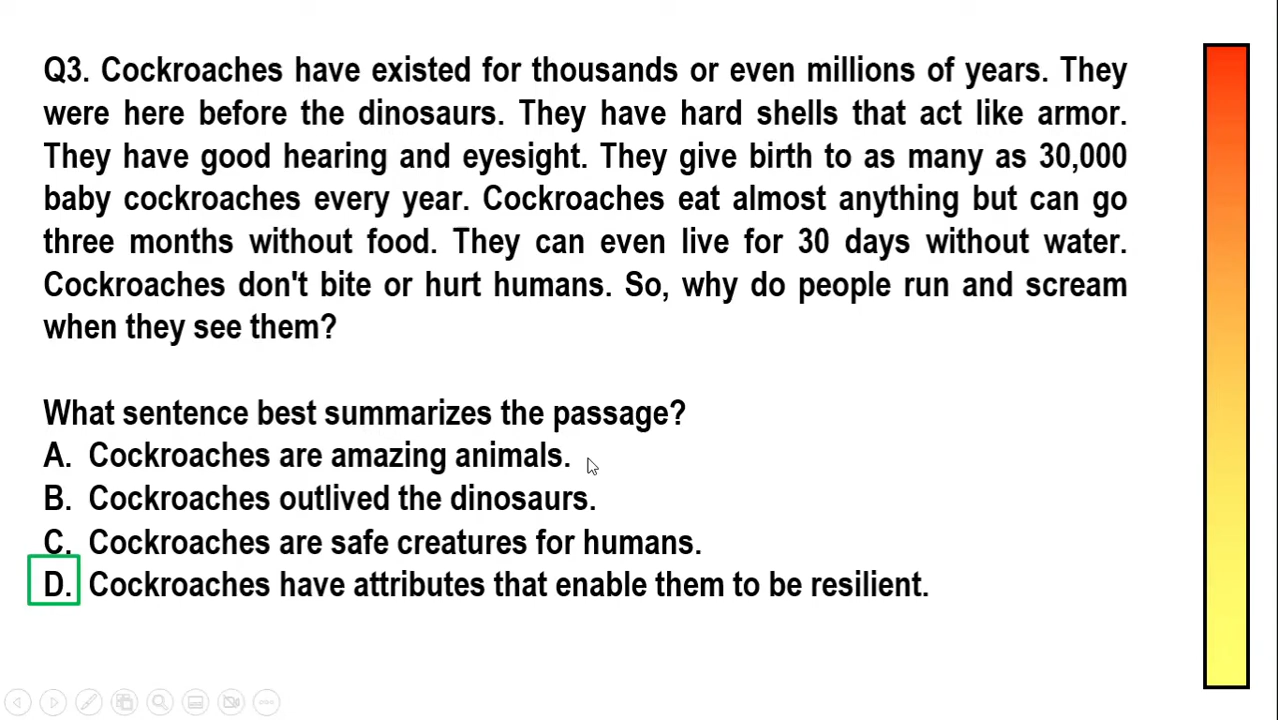 Q3. Cockroaches have existed for thousands or even millions of years. They
were here before the dinosaurs. They have hard shells that act like armor.
They have good hearing and eyesight. They give birth to as many as 30,000
baby cockroaches every year. Cockroaches eat almost anything but can go
three months without food. They can even live for 30 days without water.
Cockroaches don't bite or hurt humans. So, why do people run and scream
when they see them?
What sentence best summarizes the passage?
A. Cockroaches are amazing animals.
B. Cockroaches outlived the dinosaurs.
C. Cockroaches are safe creatures for humans.
D. Cockroaches have attributes that enable them to be resilient.